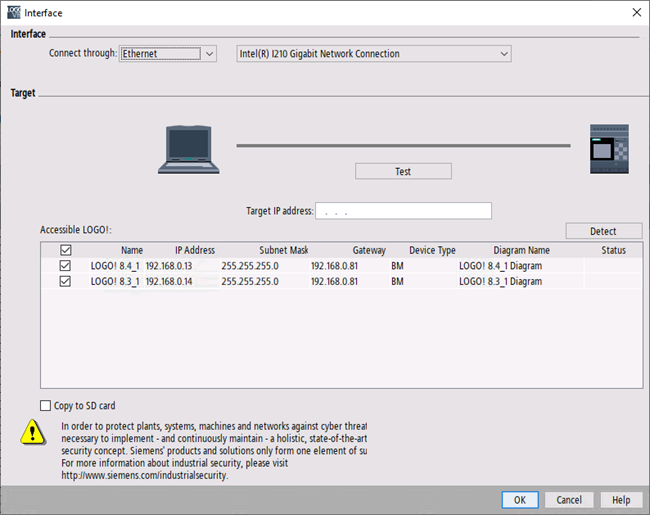 Interface
Interface
Connect through: Ethernet Intel(R) I210 Gigabit Network Connection
Target
Test
Target IP address: . . .
Accessible LOGO!: Detect
Name IP Address Subnet Mask Gateway Device Type Diagram Name Status
LOGO! 8.4_1 192.168.0.13 255.255.255.0 192.168.0.81 BM LOGO! 8.4_1 Diagram
LOGO! 8.3_1 192.168.0.14 255.255.255.0 192.168.0.81 BM LOGO! 8.3_1 Diagram
Copy to SD card
In order to protect plants, systems, machines and networks against cyber threat
necessary to implement - and continuously maintain - a holistic, state-of-the-art
security concept. Siemens' products and solutions only form one element of su
For more information about industrial security, please visit
http://www.siemens.com/industrialsecurity.
OK Cancel Help